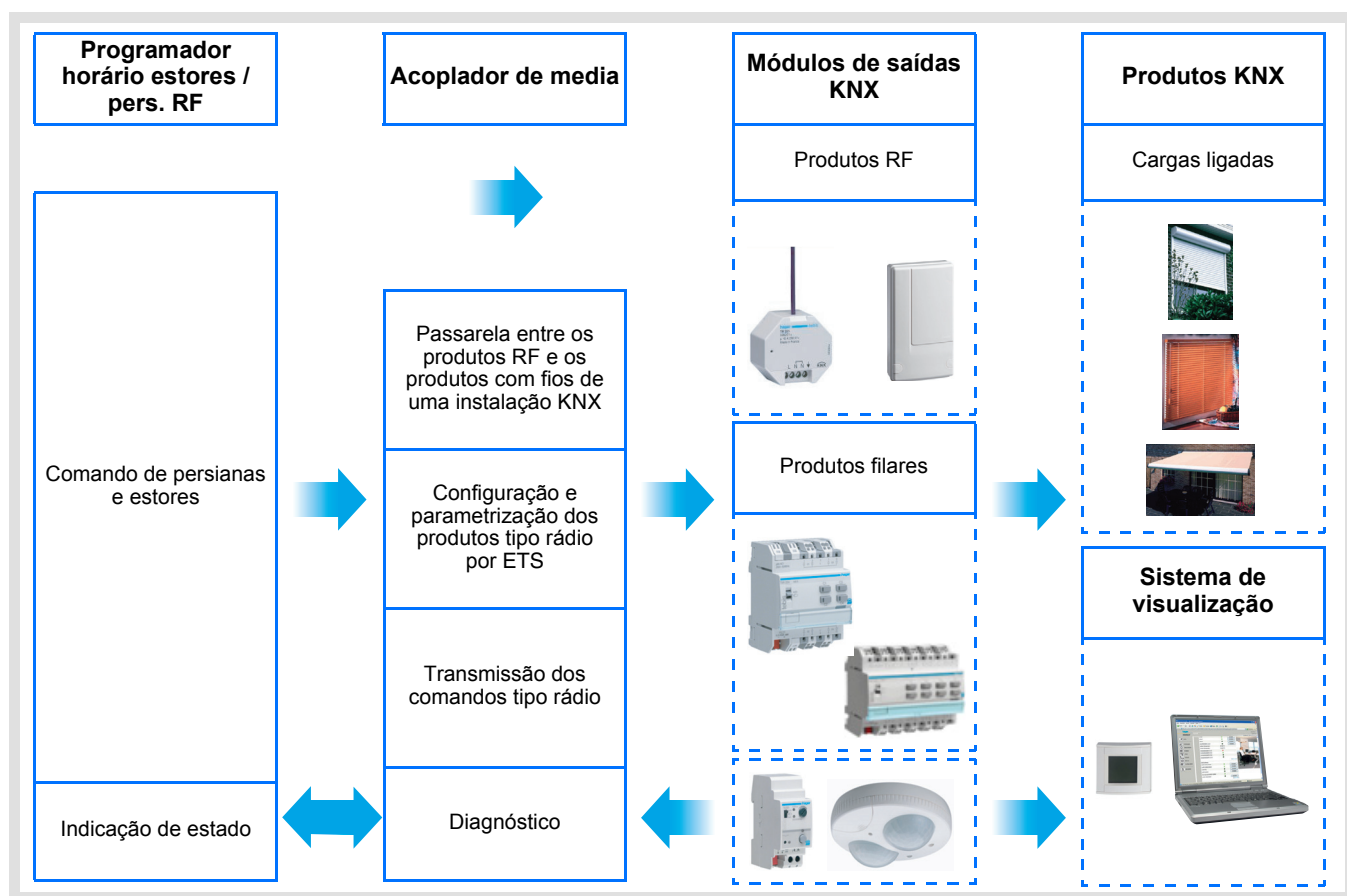 Programador
horário estores /
pers. RF
Acoplador de media
Módulos de saídas
KNX
Produtos KNX
Produtos RF
Cargas ligadas
Comando de persianas
e estores
Indicação de estado
Passarela entre os
produtos RF e os
produtos com fios de
uma instalação KNX
Configuração e
parametrização dos
produtos tipo rádio
por ETS
Transmissão dos
comandos tipo rádio
Diagnóstico
Produtos filares
Sistema de
visualização